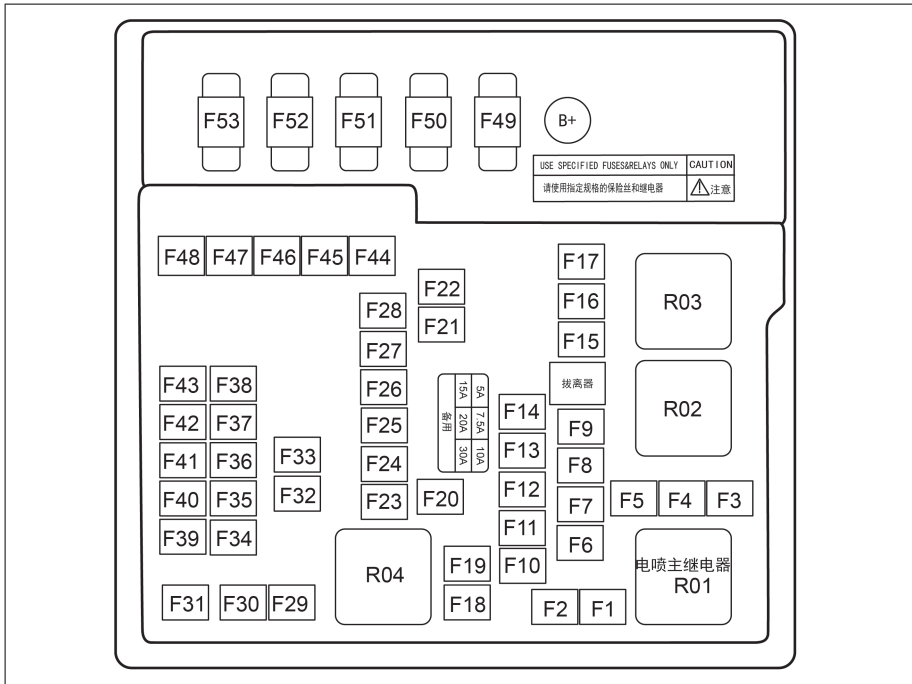 F53 F52 F51 F50 F49 B+
USE SPECIFIED FUSES&RELAYS ONLY CAUTION
请使用指定规格的保险丝和继电器 注意
F48 F47 F46 F45 F44
F17
F16
F15
R03
F22
F21
F28
F27
F26
F25
F24
F23
F43 F38
F42 F37
F41 F36
F40 F35
F39 F34
F33
F32
5A 7.5A 10A
15A 20A 30A
备用
F20
F14
F13
F12
F11
F10
拔离器
F9
F8
F7
F6
R02
F5 F4 F3
电喷主继电器
R01
R04
F19
F18
F31 F30 F29
F2 F1